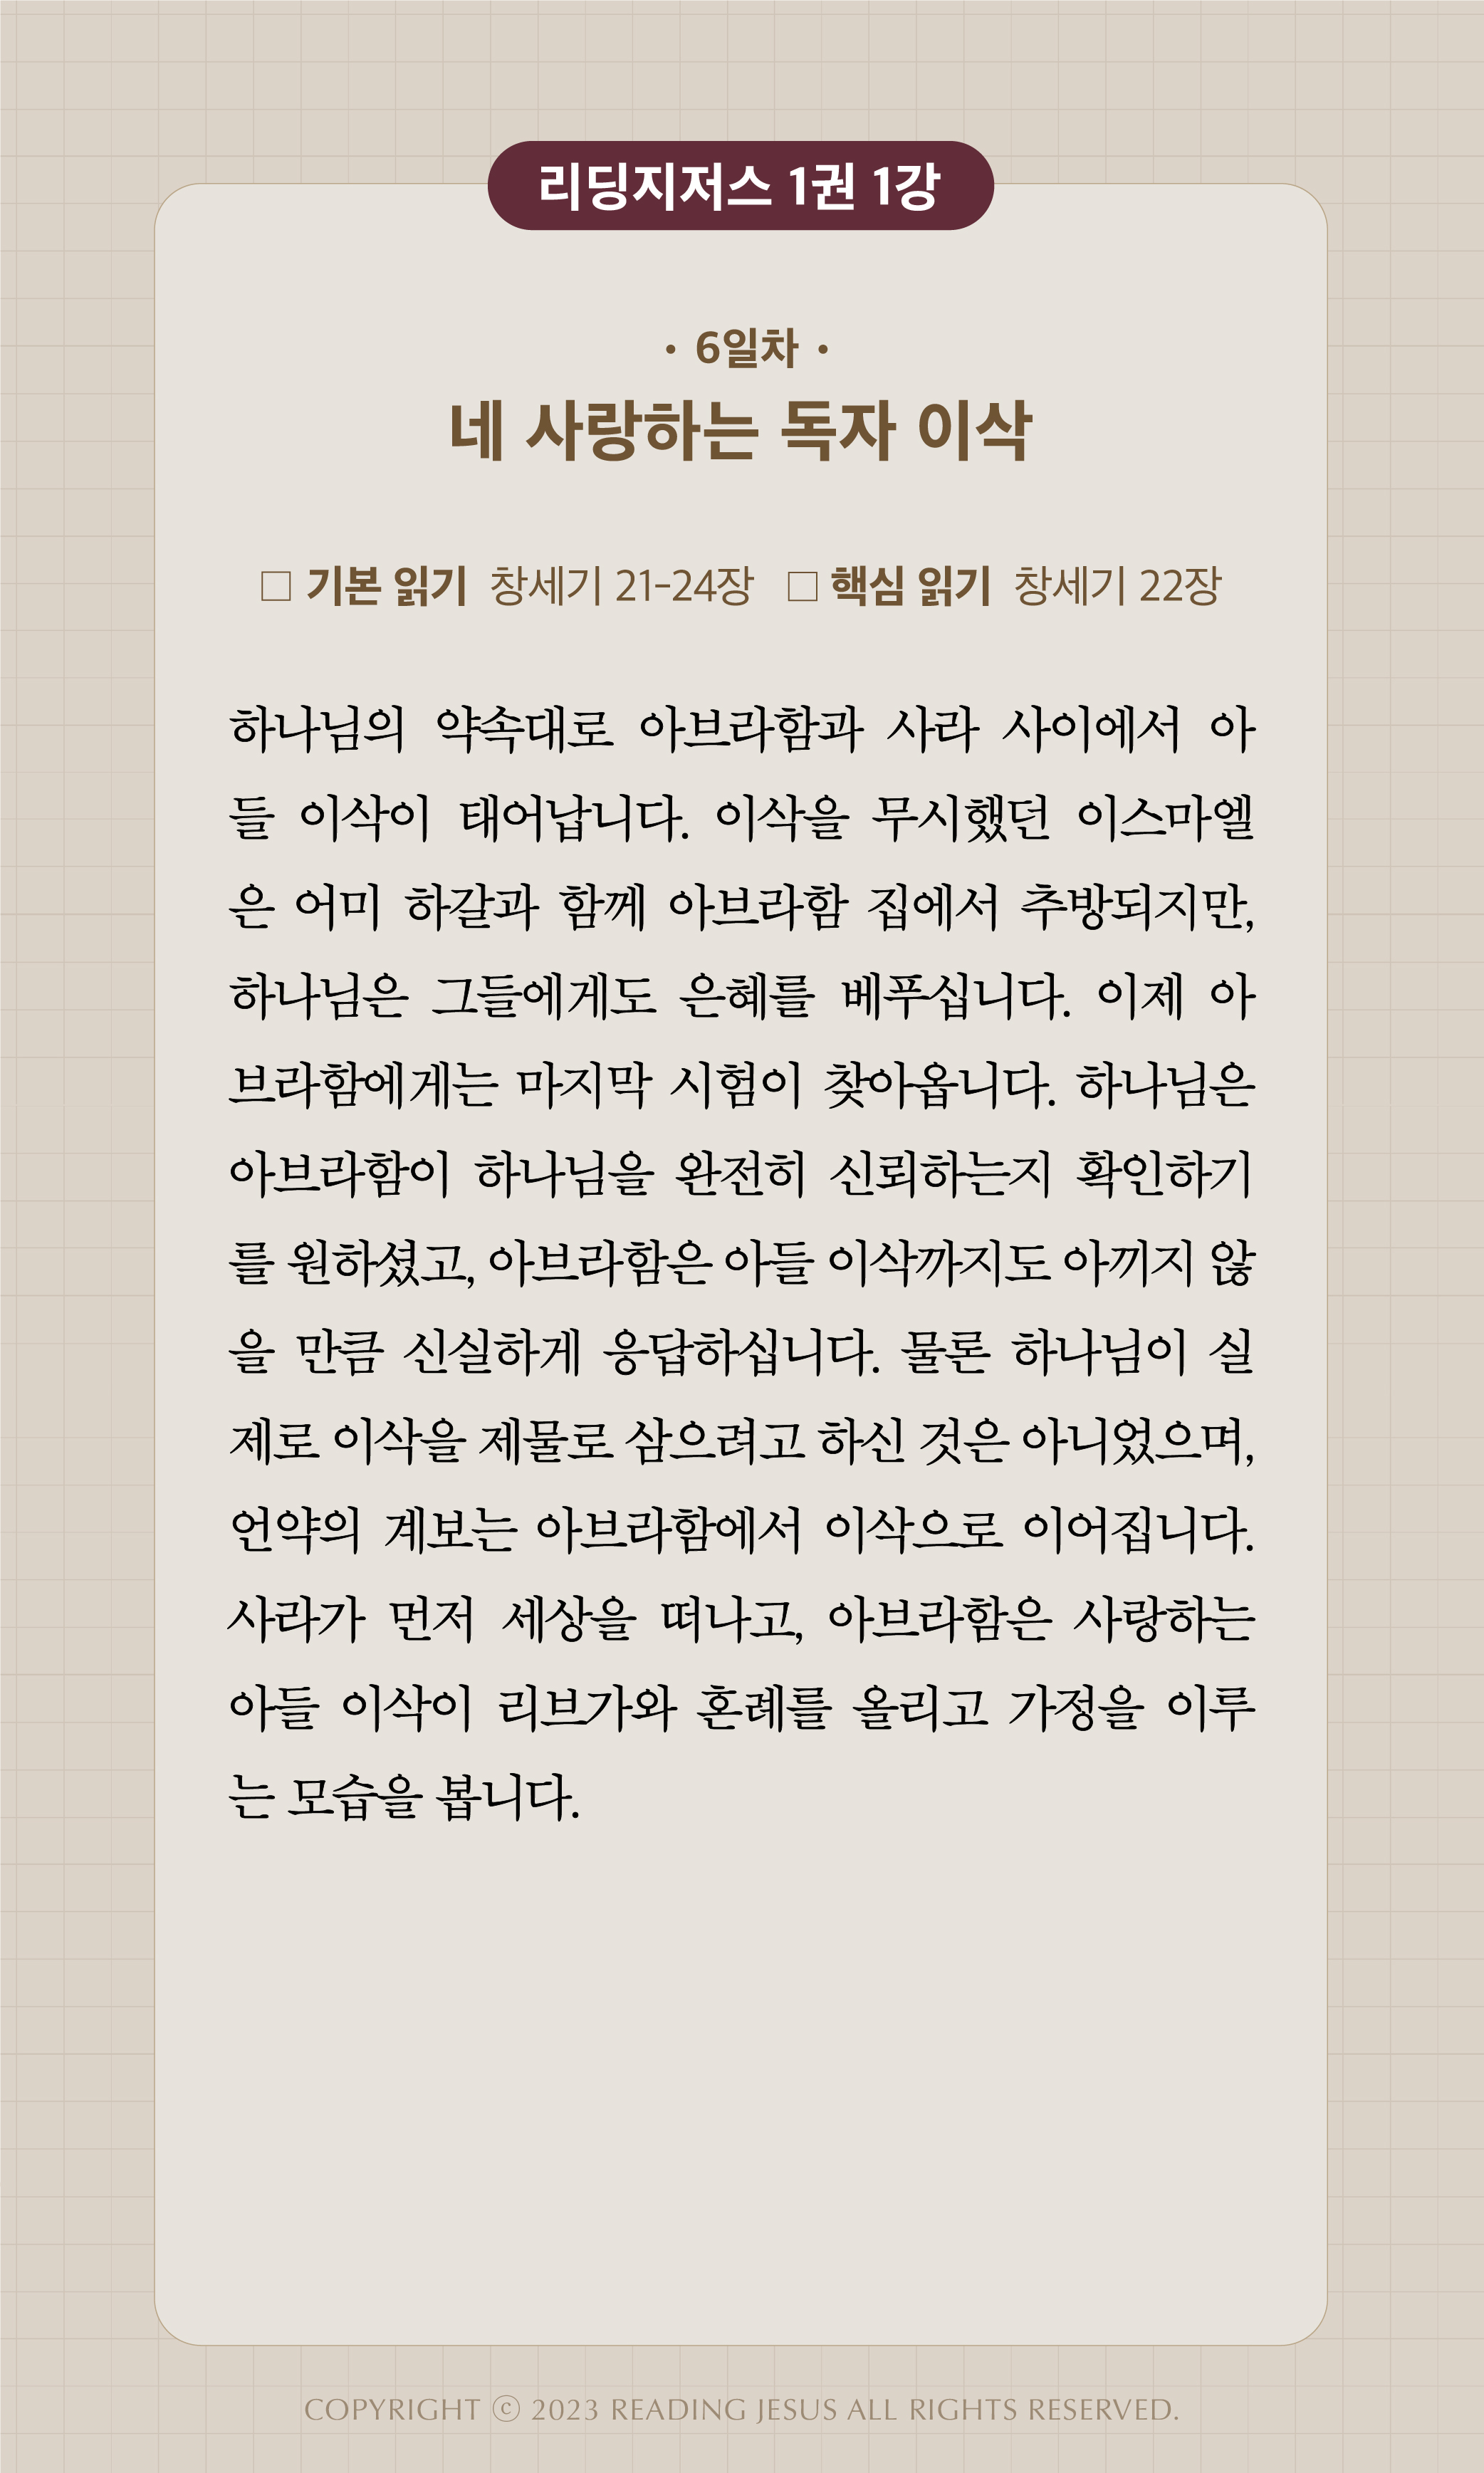 리딩지저스 1권 1강
· 6일차 ·
네 사랑하는 독자 이삭
□ 기본 읽기 창세기 21-24장 □ 핵심 읽기 창세기 22장
하나님의 약속대로 아브라함과 사라 사이에서 아
들 이삭이 태어납니다. 이삭을 무시했던 이스마엘
은 어미 하갈과 함께 아브라함 집에서 추방되지만,
하나님은 그들에게도 은혜를 베푸십니다. 이제 아
브라함에게는 마지막 시험이 찾아옵니다. 하나님은
아브라함이 하나님을 완전히 신뢰하는지 확인하기
를 원하셨고, 아브라함은 아들 이삭까지도 아끼지 않
을 만큼 신실하게 응답하십니다. 물론 하나님이 실
제로 이삭을 제물로 삼으려고 하신 것은 아니었으며,
언약의 계보는 아브라함에서 이삭으로 이어집니다.
사라가 먼저 세상을 떠나고, 아브라함은 사랑하는
아들 이삭이 리브가와 혼례를 올리고 가정을 이루
는 모습을 봅니다.
COPYRIGHT ⓒ 2023 READING JESUS ALL RIGHTS RESERVED.